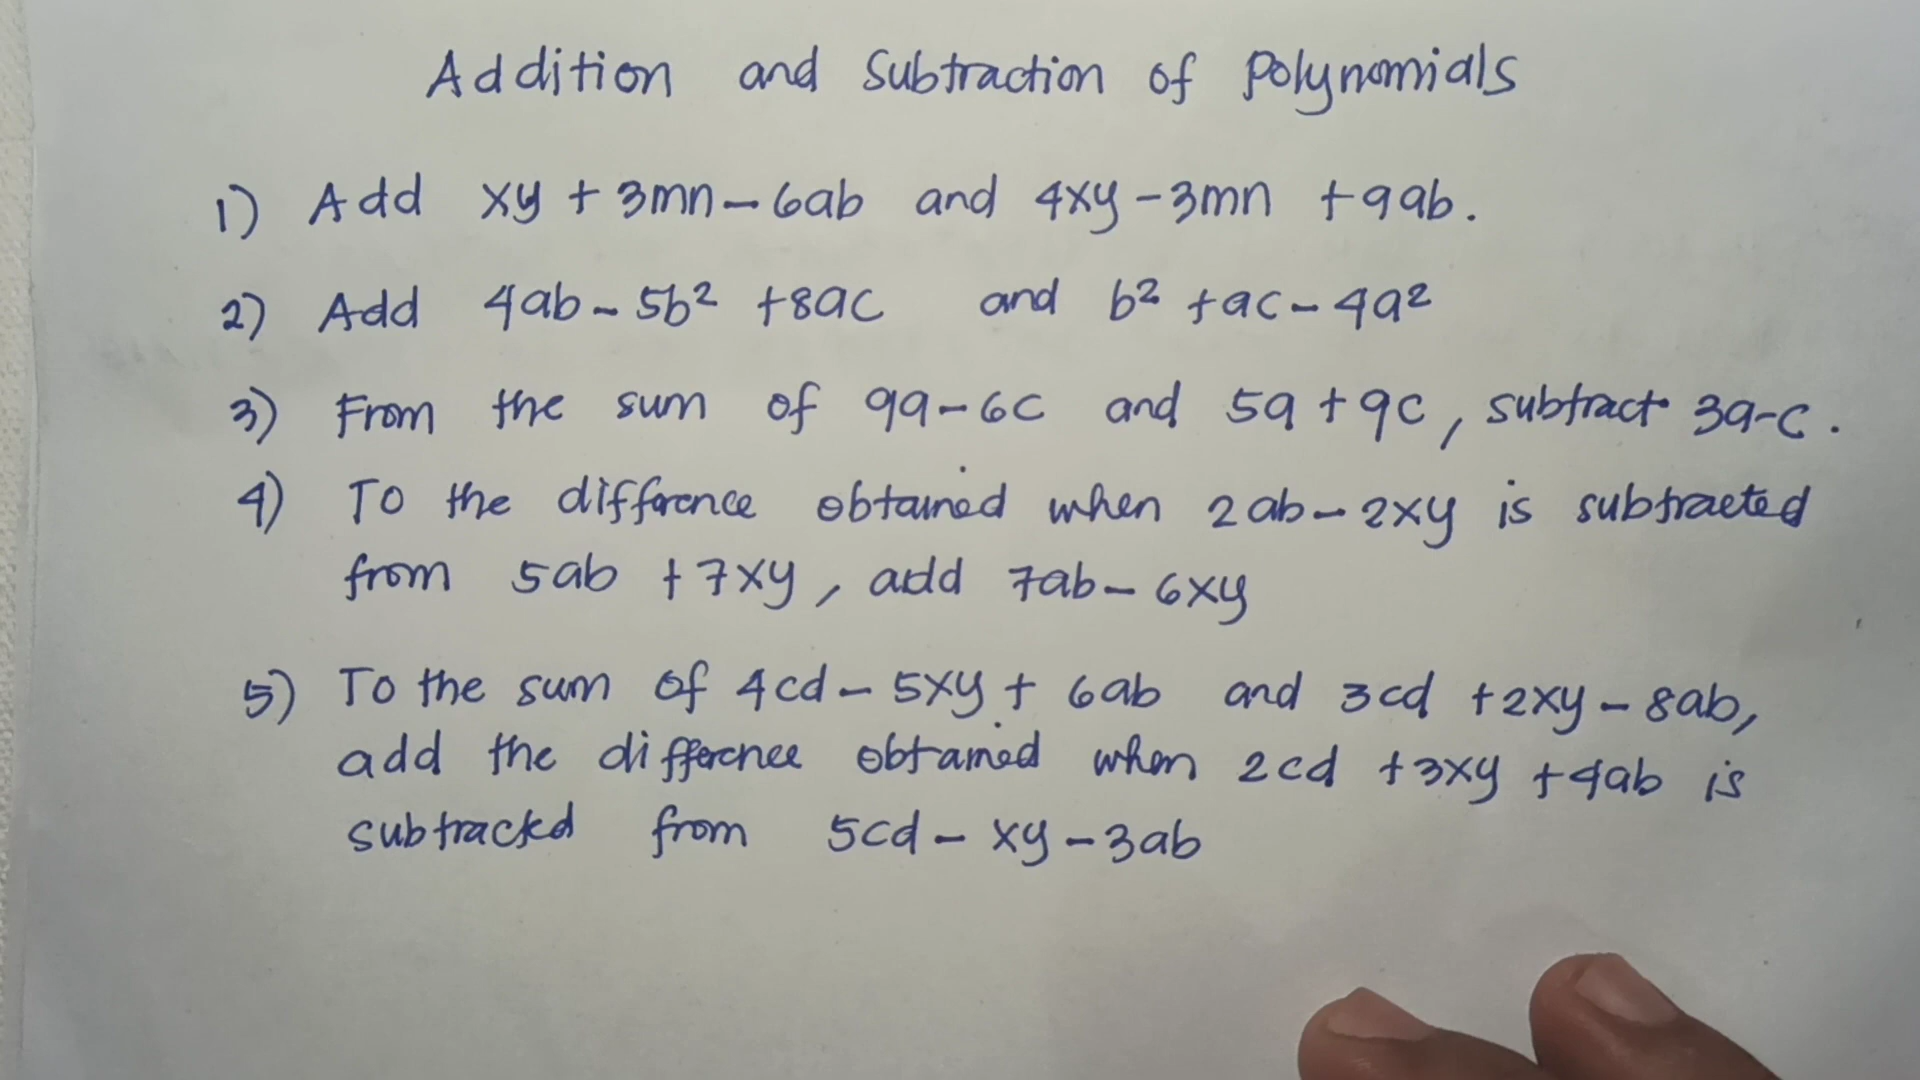 Addition and Subtraction of Polynomials
1) Add xy + 3mn - 6ab and 4xy - 3mn + 9ab.
2) Add 4ab - 5b² + 8ac and b² + ac - 4a²
3) From the sum of 9a - 6c and 5a + 9c, subtract 3a - c.
4) To the difference obtained when 2ab - 2xy is subtracted
from 5ab + 7xy, add 7ab - 6xy
5) To the sum of 4cd - 5xy + 6ab and 3cd + 2xy - 8ab,
add the difference obtained when 2cd + 3xy + 4ab is
subtracted from 5cd - xy - 3ab